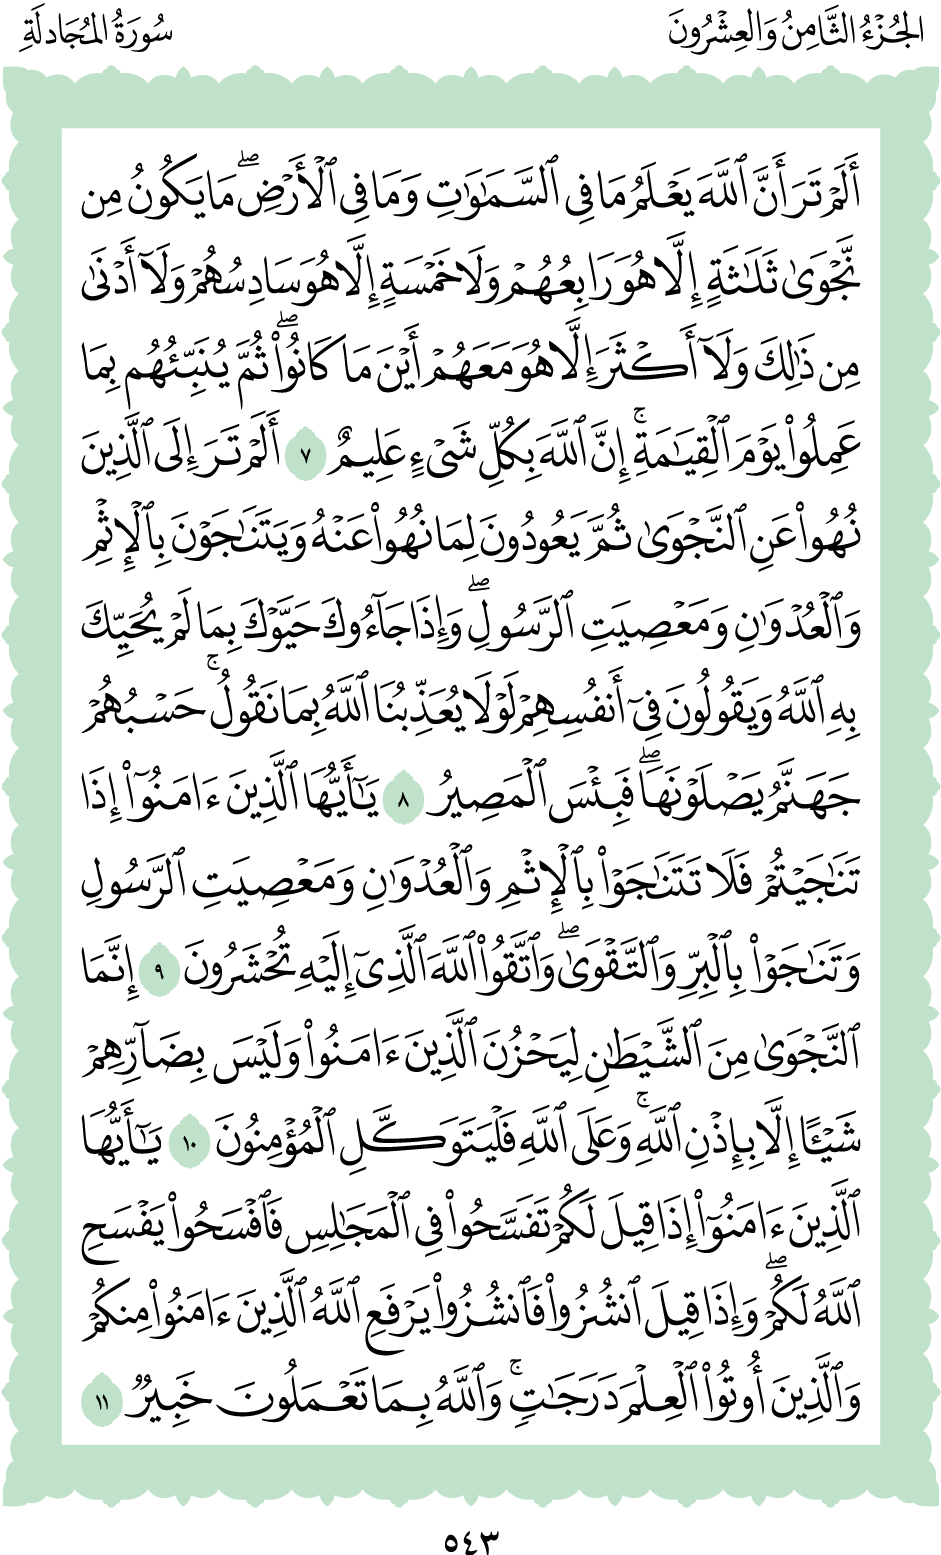 الجُزْءُ الثَّامِنُ وَالعِشْرُونَ
سُورَةُ المُجَادلَةِ
أَلَمْ تَرَ أَنَّ ٱللَّهَ يَعْلَمُ مَا فِى ٱلسَّمَٰوَٰتِ وَمَا فِى ٱلْأَرْضِۖ مَا يَكُونُ مِن
نَّجْوَىٰ ثَلَٰثَةٍ إِلَّا هُوَ رَابِعُهُمْ وَلَا خَمْسَةٍ إِلَّا هُوَ سَادِسُهُمْ وَلَآ أَدْنَىٰ
مِن ذَٰلِكَ وَلَآ أَكْثَرَ إِلَّا هُوَ مَعَهُمْ أَيْنَ مَا كَانُوا۟ۖ ثُمَّ يُنَبِّئُهُم بِمَا
عَمِلُوا۟ يَوْمَ ٱلْقِيَٰمَةِۚ إِنَّ ٱللَّهَ بِكُلِّ شَىْءٍ عَلِيمٌ ٧ أَلَمْ تَرَ إِلَى ٱلَّذِينَ
نُهُوا۟ عَنِ ٱلنَّجْوَىٰ ثُمَّ يَعُودُونَ لِمَا نُهُوا۟ عَنْهُ وَيَتَنَٰجَوْنَ بِٱلْإِثْمِ
وَٱلْعُدْوَٰنِ وَمَعْصِيَتِ ٱلرَّسُولِۖ وَإِذَا جَآءُوكَ حَيَّوْكَ بِمَا لَمْ يُحَيِّكَ
بِهِ ٱللَّهُ وَيَقُولُونَ فِىٓ أَنفُسِهِمْ لَوْلَا يُعَذِّبُنَا ٱللَّهُ بِمَا نَقُولُۚ حَسْبُهُمْ
جَهَنَّمُ يَصْلَوْنَهَاۖ فَبِئْسَ ٱلْمَصِيرُ ٨ يَٰٓأَيُّهَا ٱلَّذِينَ ءَامَنُوٓا۟ إِذَا
تَنَٰجَيْتُمْ فَلَا تَتَنَٰجَوْا۟ بِٱلْإِثْمِ وَٱلْعُدْوَٰنِ وَمَعْصِيَتِ ٱلرَّسُولِ
وَتَنَٰجَوْا۟ بِٱلْبِرِّ وَٱلتَّقْوَىٰۖ وَٱتَّقُوا۟ ٱللَّهَ ٱلَّذِىٓ إِلَيْهِ تُحْشَرُونَ ٩ إِنَّمَا
ٱلنَّجْوَىٰ مِنَ ٱلشَّيْطَٰنِ لِيَحْزُنَ ٱلَّذِينَ ءَامَنُوا۟ وَلَيْسَ بِضَآرِّهِمْ
شَيْـًٔا إِلَّا بِإِذْنِ ٱللَّهِۚ وَعَلَى ٱللَّهِ فَلْيَتَوَكَّلِ ٱلْمُؤْمِنُونَ ١٠ يَٰٓأَيُّهَا
ٱلَّذِينَ ءَامَنُوٓا۟ إِذَا قِيلَ لَكُمْ تَفَسَّحُوا۟ فِى ٱلْمَجَٰلِسِ فَٱفْسَحُوا۟ يَفْسَحِ
ٱللَّهُ لَكُمْۖ وَإِذَا قِيلَ ٱنشُزُوا۟ فَٱنشُزُوا۟ يَرْفَعِ ٱللَّهُ ٱلَّذِينَ ءَامَنُوا۟ مِنكُمْ
وَٱلَّذِينَ أُوتُوا۟ ٱلْعِلْمَ دَرَجَٰتٍۚ وَٱللَّهُ بِمَا تَعْمَلُونَ خَبِيرٌ ١١
٥٤٣